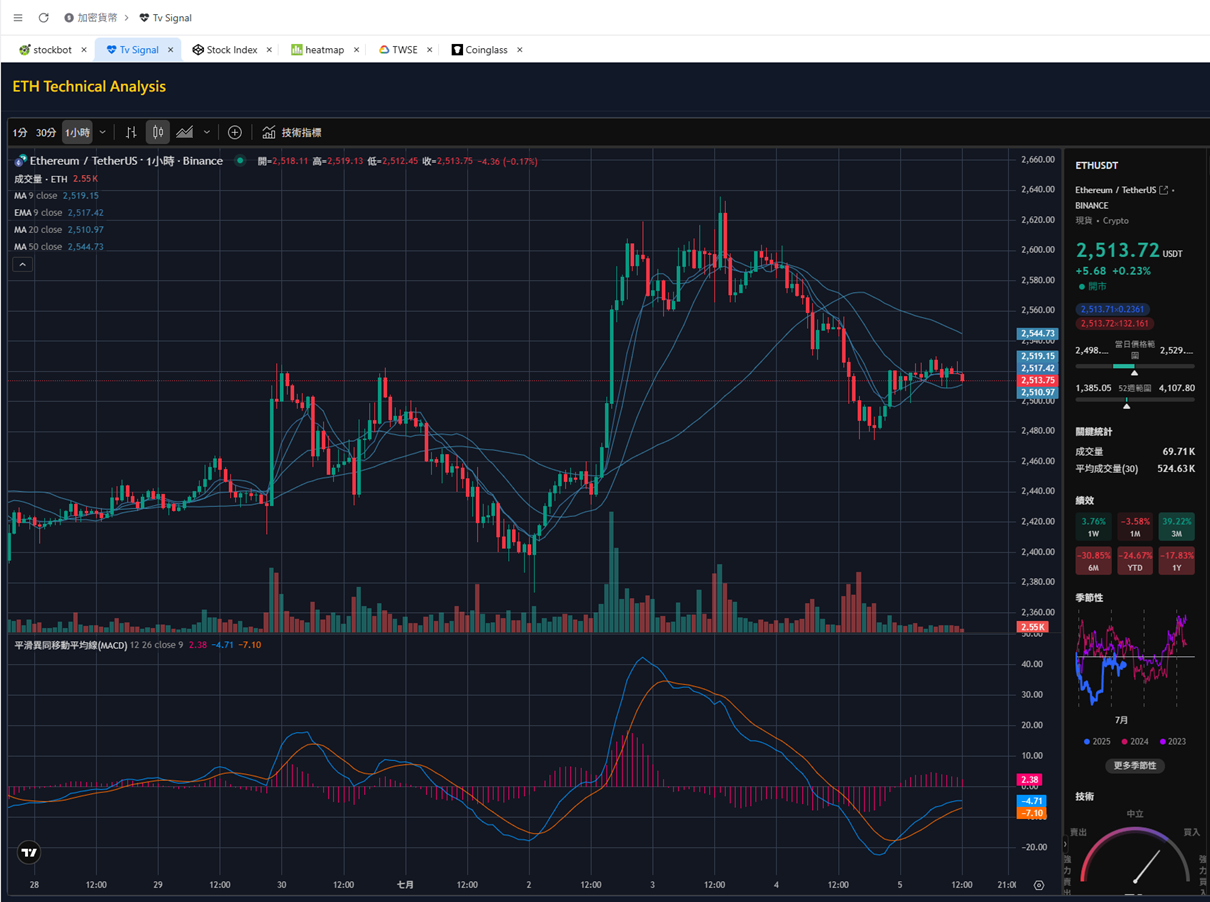 加密貨幣 Tv Signal
stockbot Tv Signal Stock Index heatmap TWSE Coinglass
ETH Technical Analysis
1分 30分 1小時 技術指標
Ethereum / TetherUS · 1小時 · Binance 開=2,518.11 高=2,519.13 低=2,512.45 收=2,513.75 −4.36 (−0.17%)
成交量 · ETH 2.55K
MA 9 close 2,519.15
EMA 9 close 2,517.42
MA 20 close 2,510.97
MA 50 close 2,544.73
2,660.00
2,640.00
2,620.00
2,600.00
2,580.00
2,560.00
2,544.73
2,540.00
2,519.15
2,517.42
2,513.75
2,510.97
2,500.00
2,480.00
2,460.00
2,440.00
2,420.00
2,400.00
2,380.00
2,360.00
2.55K
平滑異同移動平均線(MACD) 12 26 close 9 2.38 −4.71 −7.10
50.00
40.00
30.00
20.00
10.00
2.38
0.00
−4.71
−7.10
−20.00
28 12:00 29 12:00 30 12:00 七月 12:00 2 12:00 3 12:00 4 12:00 5 12:00 21:0
ETHUSDT
Ethereum / TetherUS •
BINANCE
現貨 • Crypto
2,513.72 USDT
+5.68 +0.23%
開市
2,513.71×0.2361
2,513.72×132.161
2,498.... 當日價格範圍 2,529....
1,385.05 52週範圍 4,107.80
關鍵統計
成交量 69.71K
平均成交量(30) 524.63K
績效
3.76% −3.58% 39.22%
1W 1M 3M
−30.85% −24.67% −17.83%
6M YTD 1Y
季節性
7月
2025 2024 2023
更多季節性
技術
中立
賣出 買入
強力賣出